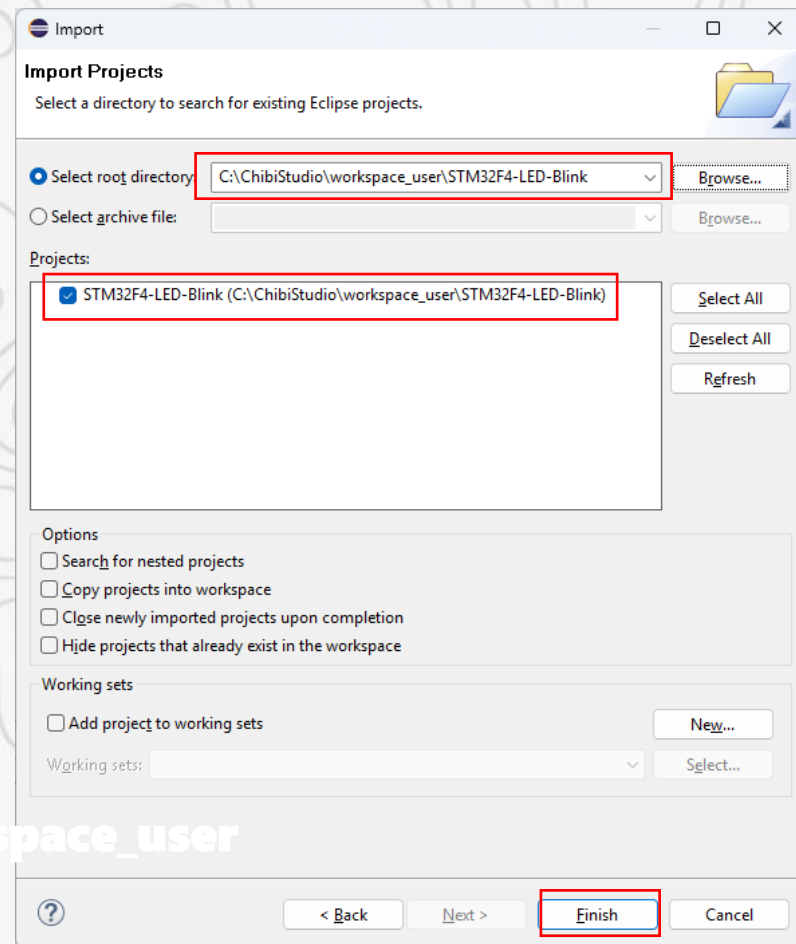 Import
Import Projects
Select a directory to search for existing Eclipse projects.
Select root directory
C:\ChibiStudio\workspace_user\STM32F4-LED-Blink
Browse...
Select archive file:
Browse...
Projects:
STM32F4-LED-Blink (C:\ChibiStudio\workspace_user\STM32F4-LED-Blink)
Select All
Deselect All
Refresh
Options
Search for nested projects
Copy projects into workspace
Close newly imported projects upon completion
Hide projects that already exist in the workspace
Working sets
Add project to working sets
New...
Working sets:
Select...
space_user
?
< Back
Next >
Finish
Cancel